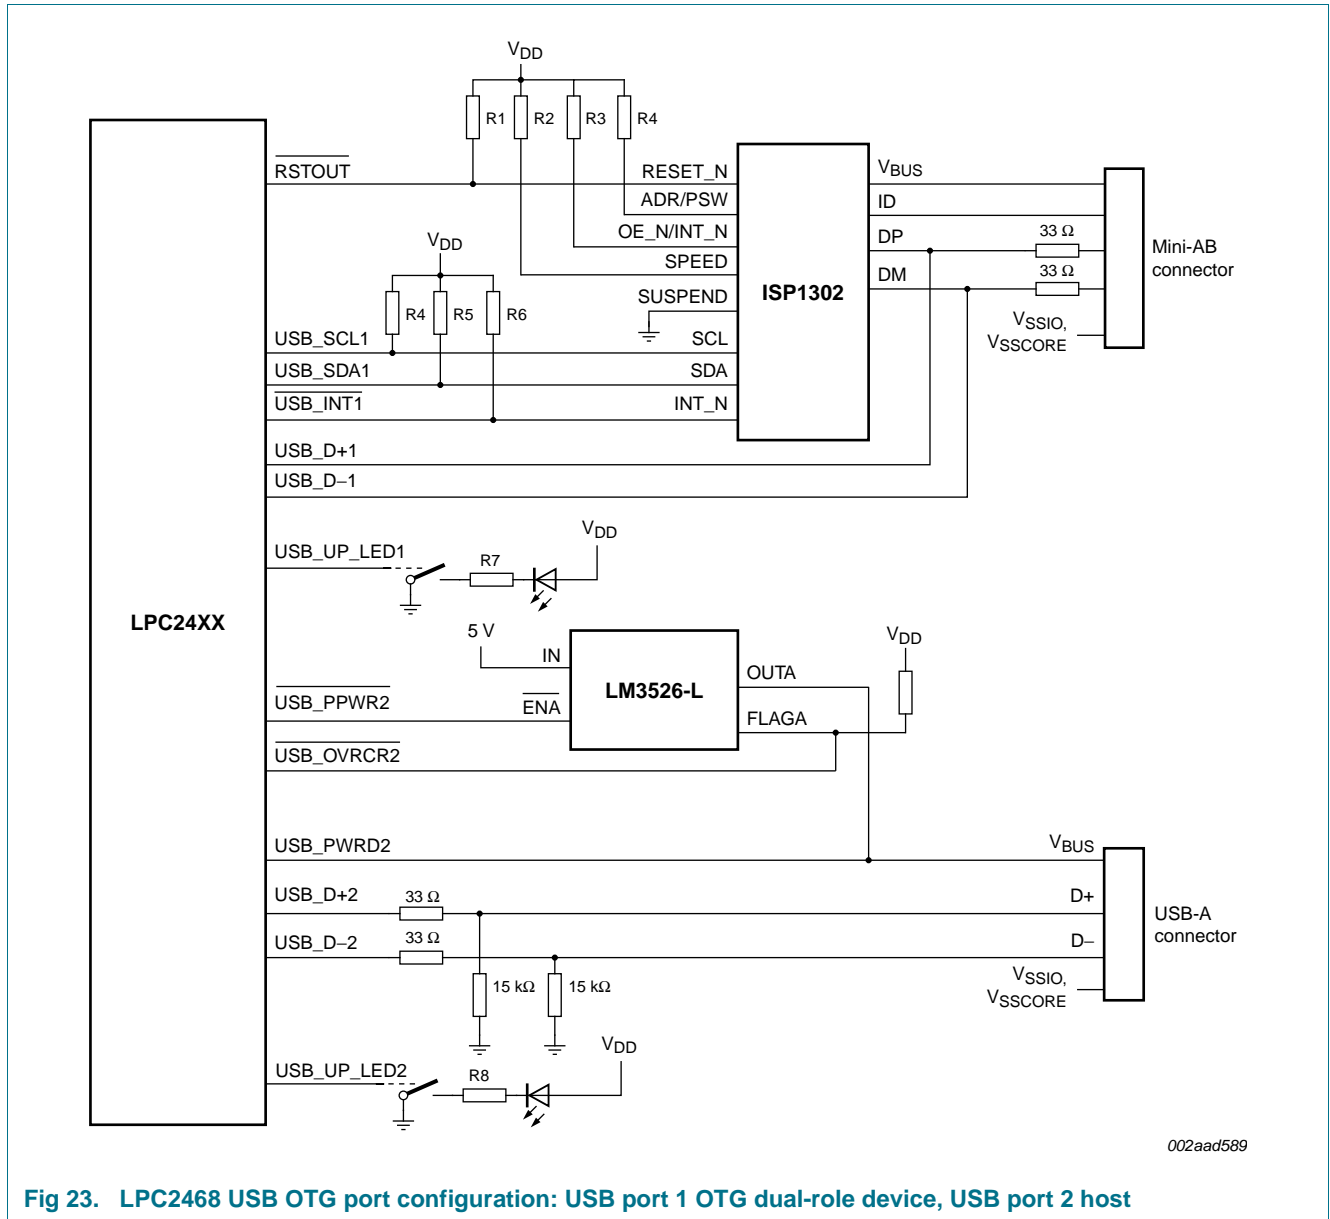 VDD
R1 R2 R3 R4
RSTOUT
RESET_N
ADR/PSW
OE_N/INT_N
SPEED
SUSPEND
SCL
SDA
INT_N
ISP1302
VBUS
ID
DP
DM
33 Ω
33 Ω
VSSIO,
VSSCORE
Mini-AB
connector
VDD
R4 R5 R6
USB_SCL1
USB_SDA1
USB_INT1
USB_D+1
USB_D−1
USB_UP_LED1
R7
VDD
LPC24XX
5 V
IN
ENA
LM3526-L
OUTA
FLAGA
VDD
USB_PPWR2
USB_OVRCR2
USB_PWRD2
VBUS
USB_D+2
33 Ω
D+
USB_D−2
33 Ω
D−
15 kΩ
15 kΩ
VSSIO,
VSSCORE
USB-A
connector
USB_UP_LED2
R8
VDD
002aad589
Fig 23. LPC2468 USB OTG port configuration: USB port 1 OTG dual-role device, USB port 2 host